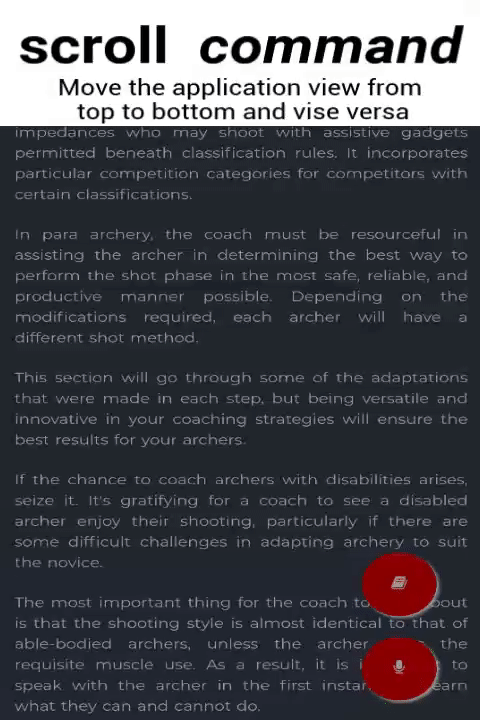 scroll command
Move the application view from
top to bottom and vise versa
impedances who may shoot with assistive gadgets
permitted beneath classification rules. It incorporates
particular competition categories for competitors with
certain classifications.
In para archery, the coach must be resourceful in
assisting the archer in determining the best way to
perform the shot phase in the most safe, reliable, and
productive manner possible. Depending on the
modifications required, each archer will have a
different shot method.
This section will go through some of the adaptations
that were made in each step, but being versatile and
innovative in your coaching strategies will ensure the
best results for your archers.
If the chance to coach archers with disabilities arises,
seize it. It's gratifying for a coach to see a disabled
archer enjoy their shooting, particularly if there are
some difficult challenges in adapting archery to suit
the novice.
The most important thing for the coach to
is that the shooting style is almost identical to that of
able-bodied archers, unless the archer the
requisite muscle use. As a result, it is to
speak with the archer in the first
what they can and cannot do.